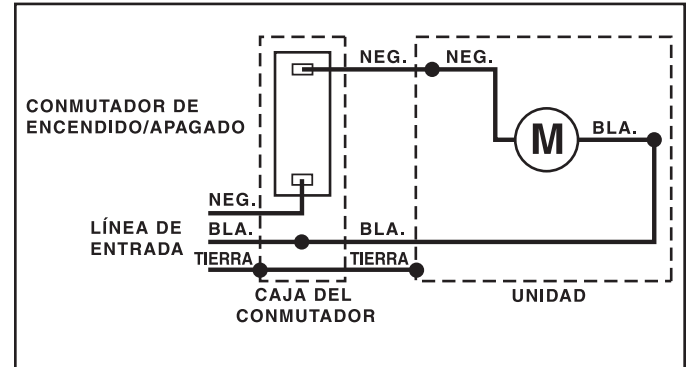 NEG. NEG.
CONMUTADOR DE
ENCENDIDO/APAGADO
M
BLA.
NEG.
LÍNEA DE
ENTRADA
BLA. BLA.
TIERRA TIERRA
CAJA DEL
CONMUTADOR
UNIDAD